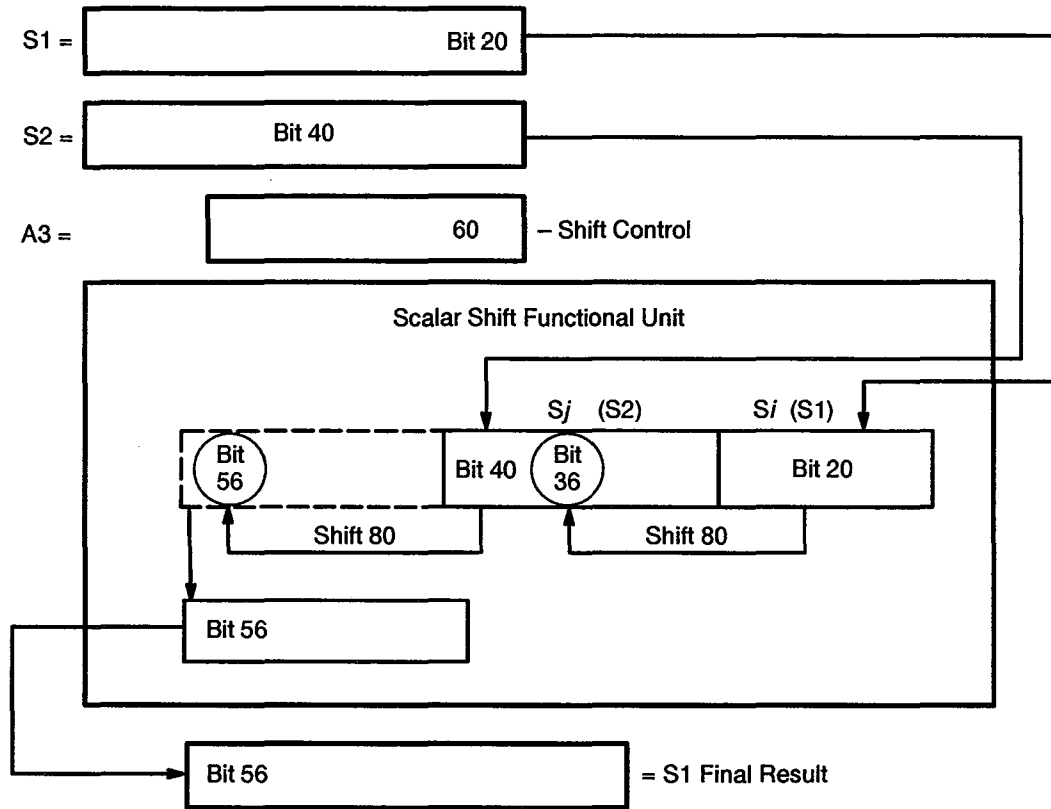 S1 = Bit 20
S2 = Bit 40
A3 = 60 – Shift Control
Scalar Shift Functional Unit
Sj (S2) Si (S1)
Bit 56 Bit 40 Bit 36 Bit 20
Shift 80 Shift 80
Bit 56
Bit 56 = S1 Final Result